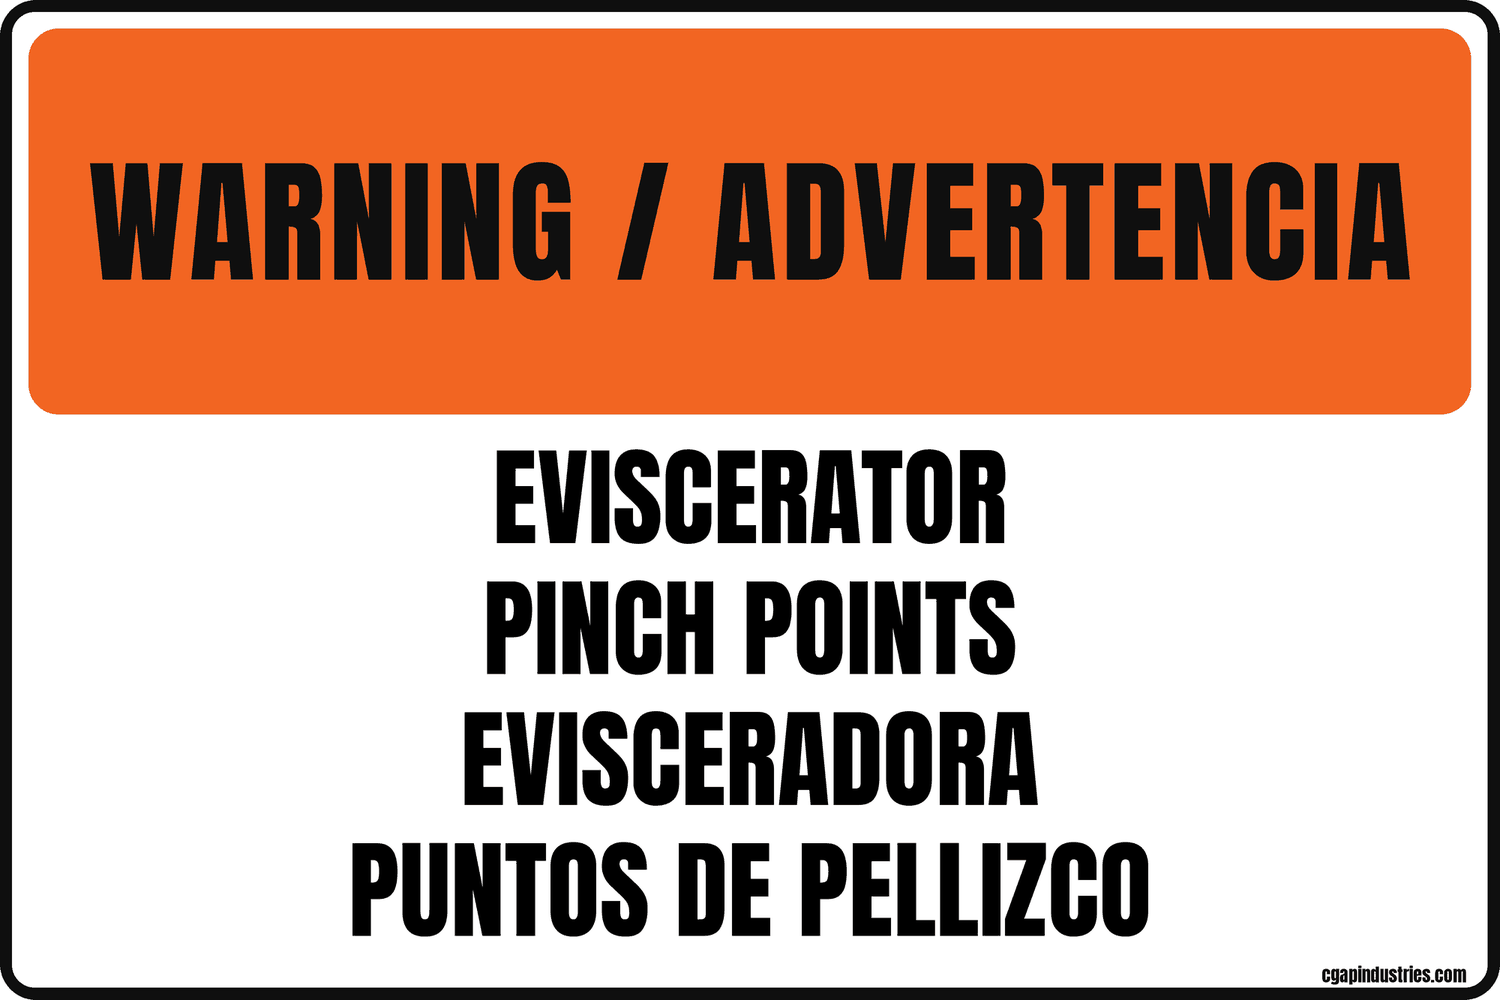 WARNING / ADVERTENCIA
EVISCERATOR
PINCH POINTS
EVISCERADORA
PUNTOS DE PELLIZCO
cgapindustries.com